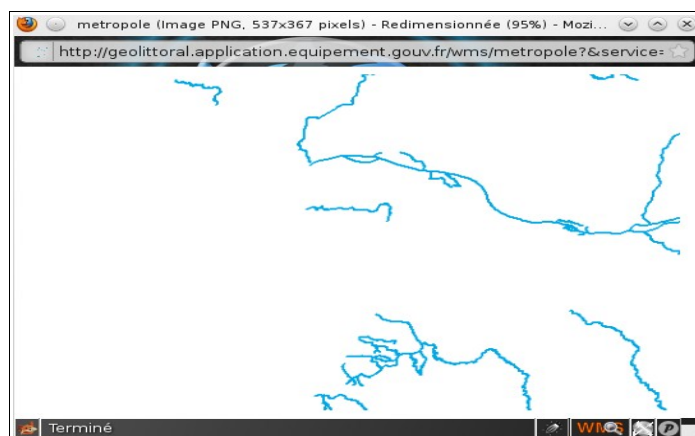 metropole (Image PNG, 537x367 pixels) - Redimensionnée (95%) - Mozi...
http://geolittoral.application.equipement.gouv.fr/wms/metropole?&service=
Terminé
WMS